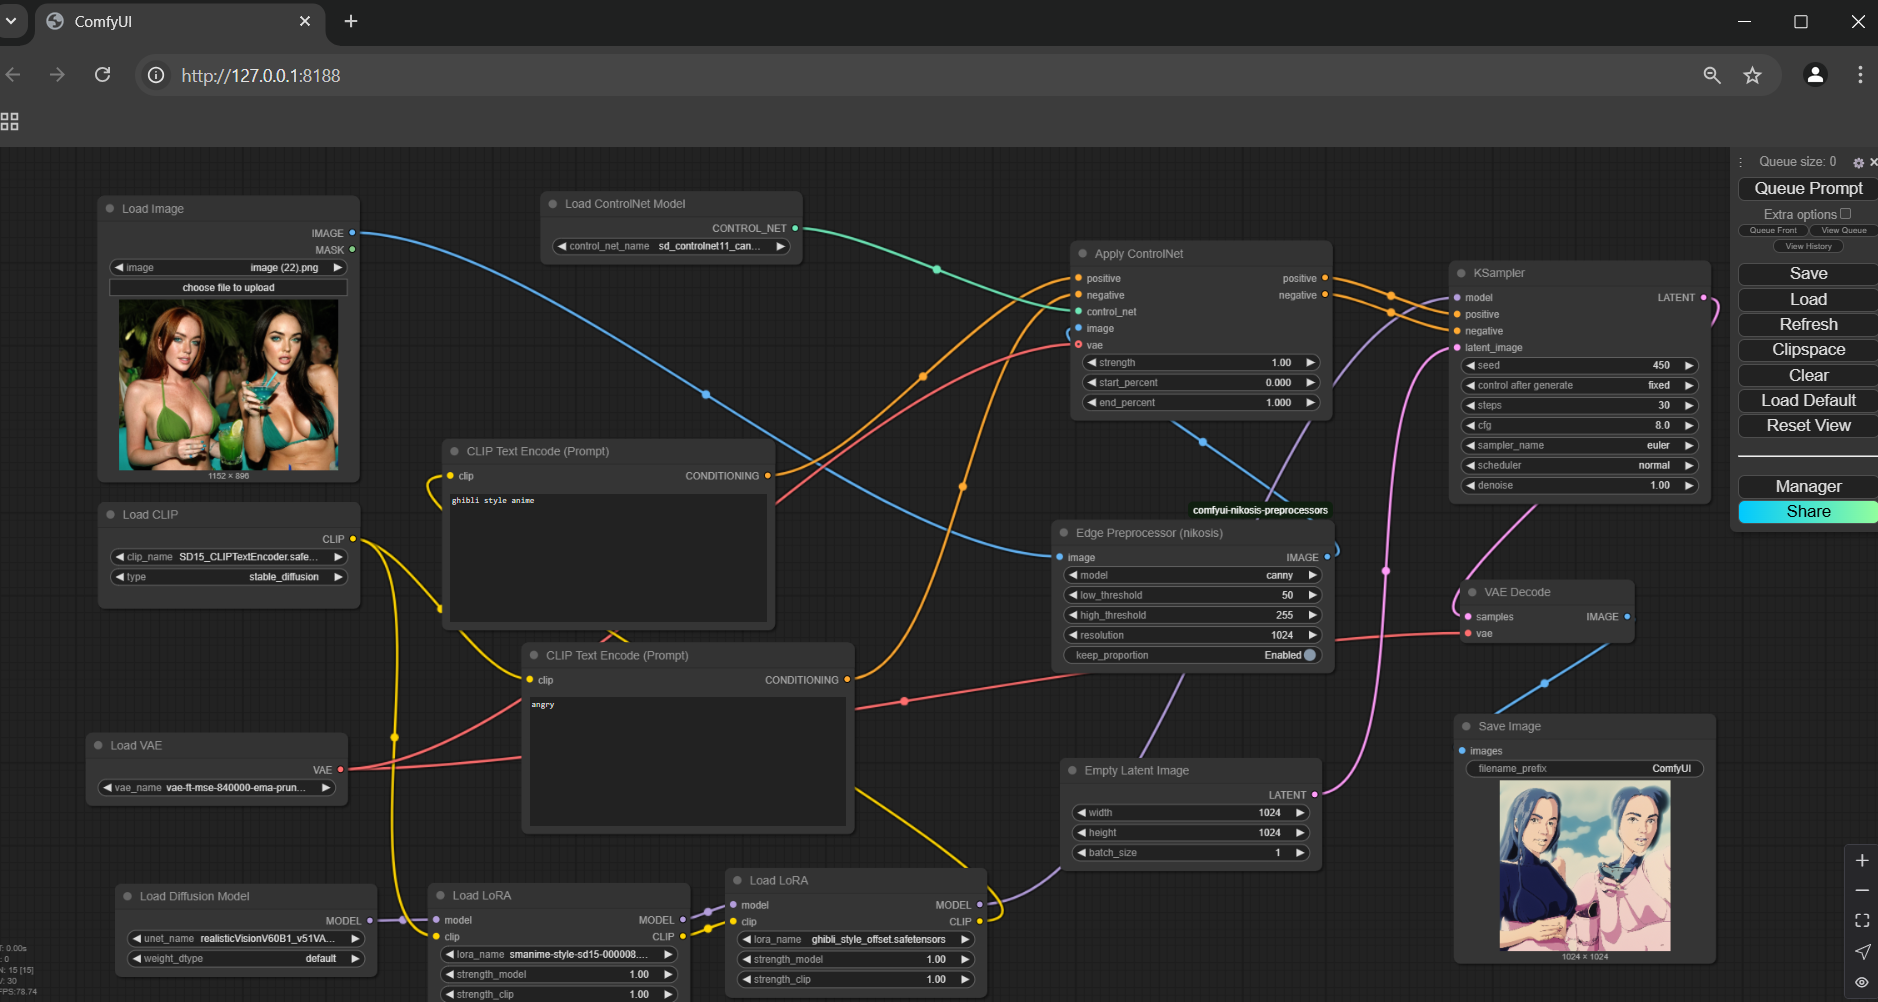 ComfyUI
http://127.0.0.1:8188
Queue size: 0
Queue Prompt
Extra options
Queue Front
View Queue
View History
Save
Load
Refresh
Clipspace
Clear
Load Default
Reset View
Manager
Share
Load Image
IMAGE
MASK
image image (22).png
choose file to upload
1152 × 896
Load ControlNet Model
CONTROL_NET
control_net_name sd_controlnet11_can...
Apply ControlNet
positive positive
negative negative
control_net
image
vae
strength 1.00
start_percent 0.000
end_percent 1.000
KSampler
model LATENT
positive
negative
latent_image
seed 450
control after generate fixed
steps 30
cfg 8.0
sampler_name euler
scheduler normal
denoise 1.00
CLIP Text Encode (Prompt)
clip CONDITIONING
ghibli style anime
Load CLIP
CLIP
clip_name SD15_CLIPTextEncoder.safe...
type stable_diffusion
comfyui-nikosis-preprocessors
Edge Preprocessor (nikosis)
image IMAGE
model canny
low_threshold 50
high_threshold 255
resolution 1024
keep_proportion Enabled
VAE Decode
samples IMAGE
vae
CLIP Text Encode (Prompt)
clip CONDITIONING
angry
Load VAE
VAE
vae_name vae-ft-mse-840000-ema-prun...
Empty Latent Image
LATENT
width 1024
height 1024
batch_size 1
Save Image
images
filename_prefix ComfyUI
1024 × 1024
Load Diffusion Model
MODEL
unet_name realisticVisionV60B1_v51VA...
weight_dtype default
Load LoRA
model MODEL
clip CLIP
lora_name smanime-style-sd15-000008....
strength_model 1.00
strength_clip 1.00
Load LoRA
model MODEL
clip CLIP
lora_name ghibli_style_offset.safetensors
strength_model 1.00
strength_clip 1.00
T: 0.00s
: 0
N: 15 [15]
V: 30
FPS:78.74